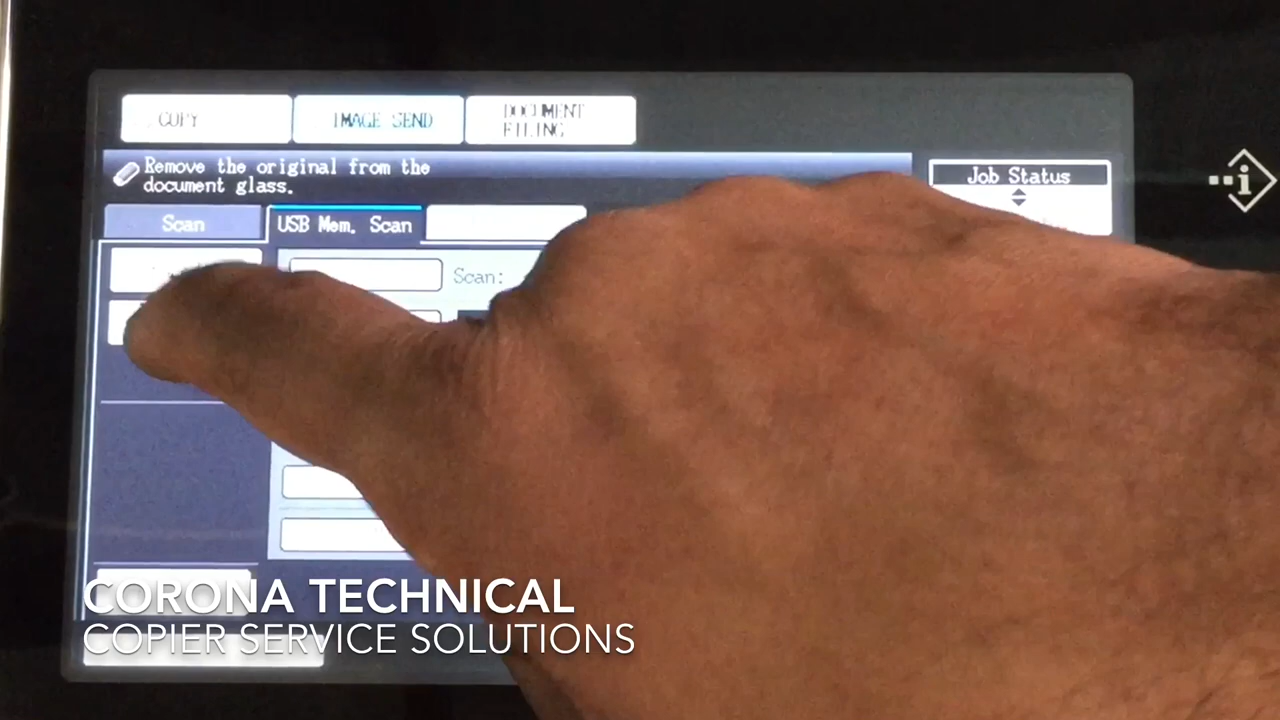 COPY
IMAGE SEND
DOCUMENT
FILING
Remove the original from the
document glass.
Job Status
Scan
USB Mem. Scan
Scan:
CORONA TECHNICAL
COPIER SERVICE SOLUTIONS